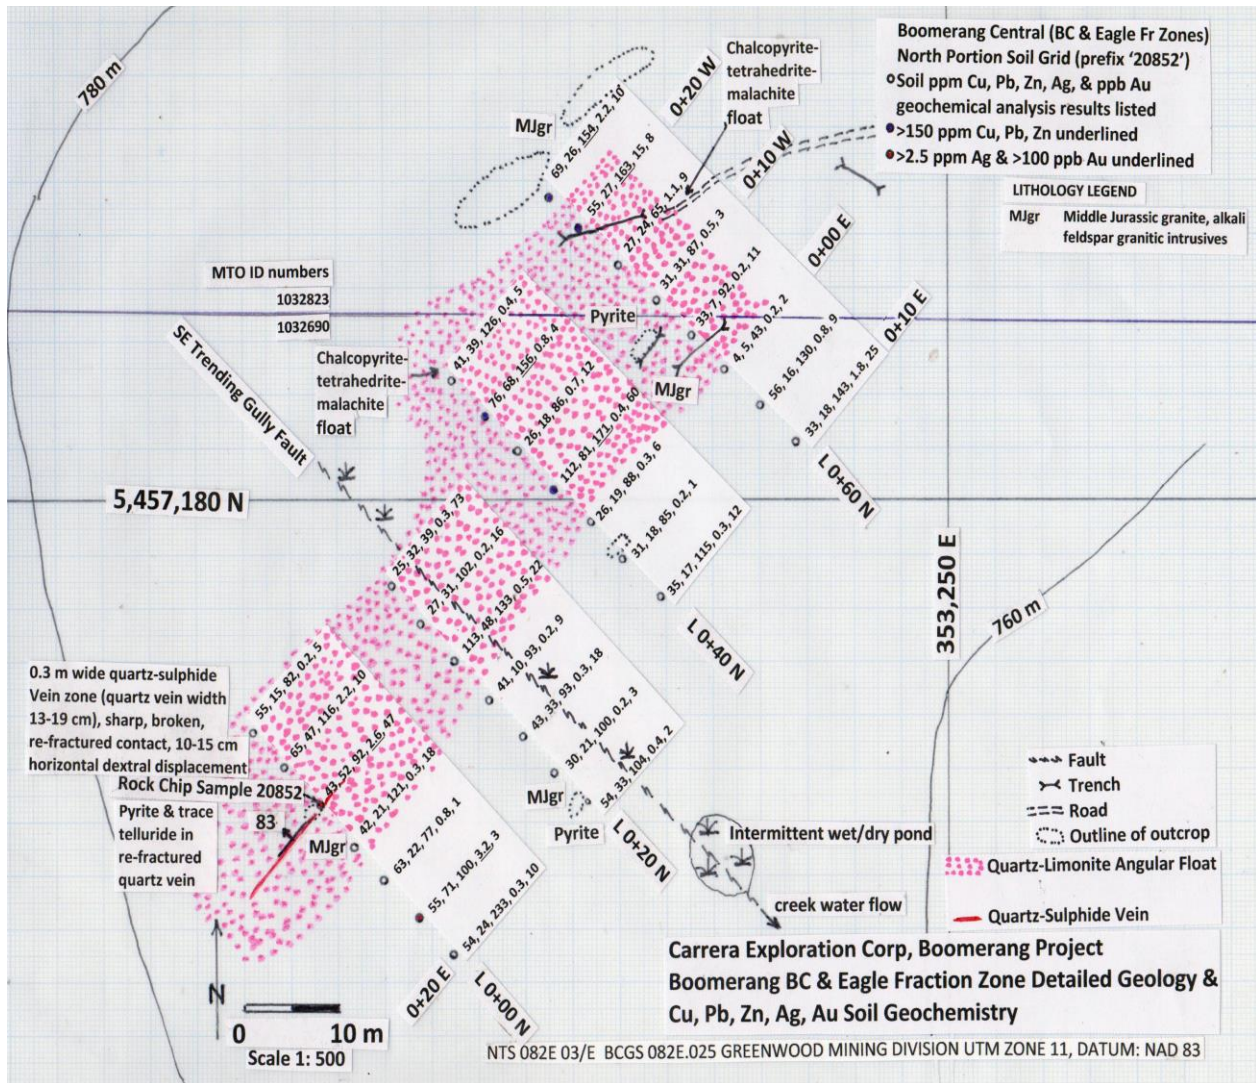 Boomerang Central (BC & Eagle Fr Zones)
North Portion Soil Grid (prefix '20852')
Soil ppm Cu, Pb, Zn, Ag, & ppb Au
geochemical analysis results listed
>150 ppm Cu, Pb, Zn underlined
>2.5 ppm Ag & >100 ppb Au underlined
LITHOLOGY LEGEND
MJgr Middle Jurassic granite, alkali
feldspar granitic intrusives
780 m
MJgr
0+20 W
Chalcopyrite-
tetrahedrite-
malachite
float
0+10 W
0+00 E
0+10 E
69, 26, 154, 2.2, 10
55, 27, 163, 15, 8
27, 24, 65, 1.1, 9
31, 31, 87, 0.5, 3
33, 7, 92, 0.2, 11
4, 5, 43, 0.2, 2
56, 16, 130, 0.8, 9
33, 18, 143, 1.8, 25
L 0+60 N
MTO ID numbers
1032823
1032690
Pyrite
MJgr
SE Trending Gully Fault
Chalcopyrite-
tetrahedrite-
malachite
float
41, 39, 126, 0.4, 5
76, 68, 156, 0.8, 4
26, 18, 86, 0.7, 12
112, 81, 171, 0.4, 60
26, 19, 88, 0.3, 6
31, 18, 85, 0.2, 1
35, 17, 115, 0.3, 12
L 0+40 N
5,457,180 N
353,250 E
760 m
25, 32, 39, 0.3, 73
27, 31, 102, 0.2, 16
113, 48, 133, 0.5, 22
41, 10, 93, 0.2, 9
43, 33, 93, 0.3, 18
30, 21, 100, 0.2, 3
54, 33, 104, 0.4, 2
L 0+20 N
MJgr
Pyrite
0.3 m wide quartz-sulphide
Vein zone (quartz vein width
13-19 cm), sharp, broken,
re-fractured contact, 10-15 cm
horizontal dextral displacement
Rock Chip Sample 20852
83
Pyrite & trace
telluride in
re-fractured
quartz vein
MJgr
55, 15, 82, 0.2, 5
65, 47, 116, 2.2, 10
43, 52, 92, 2.6, 47
42, 21, 121, 0.3, 18
63, 22, 77, 0.8, 1
55, 71, 100, 3.2, 3
54, 24, 233, 0.3, 10
0+20 E
L 0+00 N
Intermittent wet/dry pond
creek water flow
Fault
Trench
Road
Outline of outcrop
Quartz-Limonite Angular Float
Quartz-Sulphide Vein
N
0 10 m
Scale 1: 500
Carrera Exploration Corp, Boomerang Project
Boomerang BC & Eagle Fraction Zone Detailed Geology &
Cu, Pb, Zn, Ag, Au Soil Geochemistry
NTS 082E 03/E BCGS 082E.025 GREENWOOD MINING DIVISION UTM ZONE 11, DATUM: NAD 83